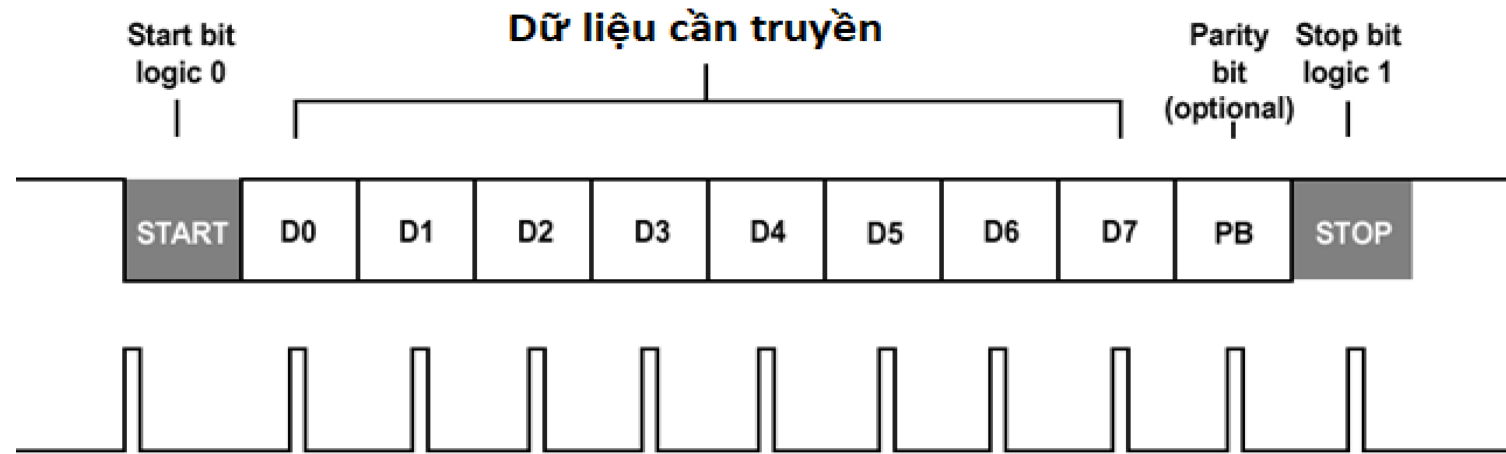 Start bit
logic 0
Dữ liệu cần truyền
Parity
bit
(optional)
Stop bit
logic 1
START D0 D1 D2 D3 D4 D5 D6 D7 PB STOP